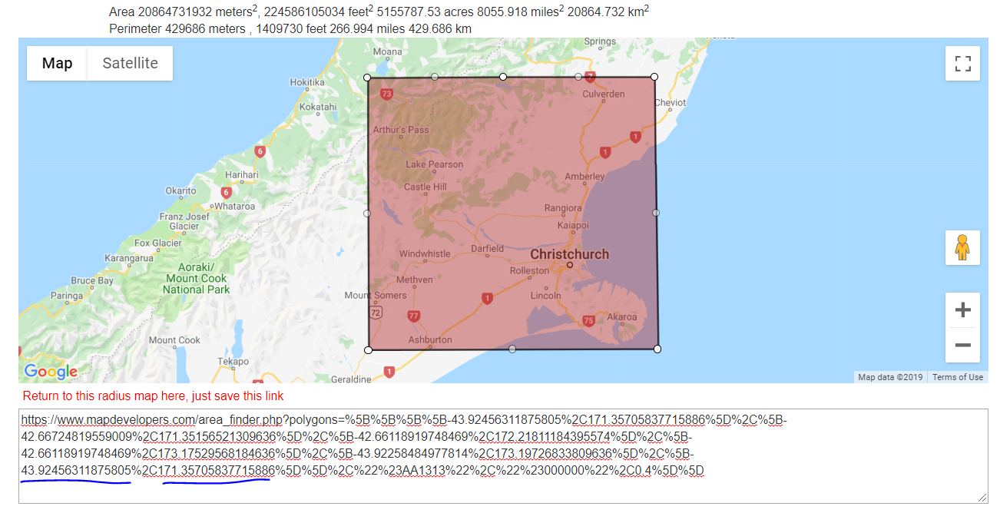 Area 20864731932 meters², 224586105034 feet² 5155787.53 acres 8055.918 miles² 20864.732 km²
Perimeter 429686 meters , 1409730 feet 266.994 miles 429.686 km
Map
Satellite
Moana
Springs
Hokitika
73
7
Culverden
Kokatahi
Cheviot
Arthur's Pass
1
6
1
Lake Pearson
Harihari
Amberley
Okarito
6
Castle Hill
Whataroa
Rangiora
Franz Josef
Glacier
Kaiapoi
Fox Glacier
Windwhistle
Darfield
Christchurch
Karangarua
Aoraki/
Mount Cook
National Park
Rolleston
Bruce Bay
Methven
Paringa
Mount Somers
1
Lincoln
72
77
75
Akaroa
Mount Cook
Ashburton
Tekapo
Google
1
Geraldine
Map data ©2019
Terms of Use
Return to this radius map here, just save this link
https://www.mapdevelopers.com/area_finder.php?polygons=%5B%5B%5B%5B-43.92456311875805%2C171.35705837715886%5D%2C%5B-
42.66724819559009%2C171.35156521309636%5D%2C%5B-42.66118919748469%2C172.21811184395574%5D%2C%5B-
42.66118919748469%2C173.17529568184636%5D%2C%5B-43.92258484977814%2C173.19726833809636%5D%2C%5B-
43.92456311875805%2C171.35705837715886%5D%5D%2C%22%23AA1313%22%2C%22%23000000%22%2C0.4%5D%5D